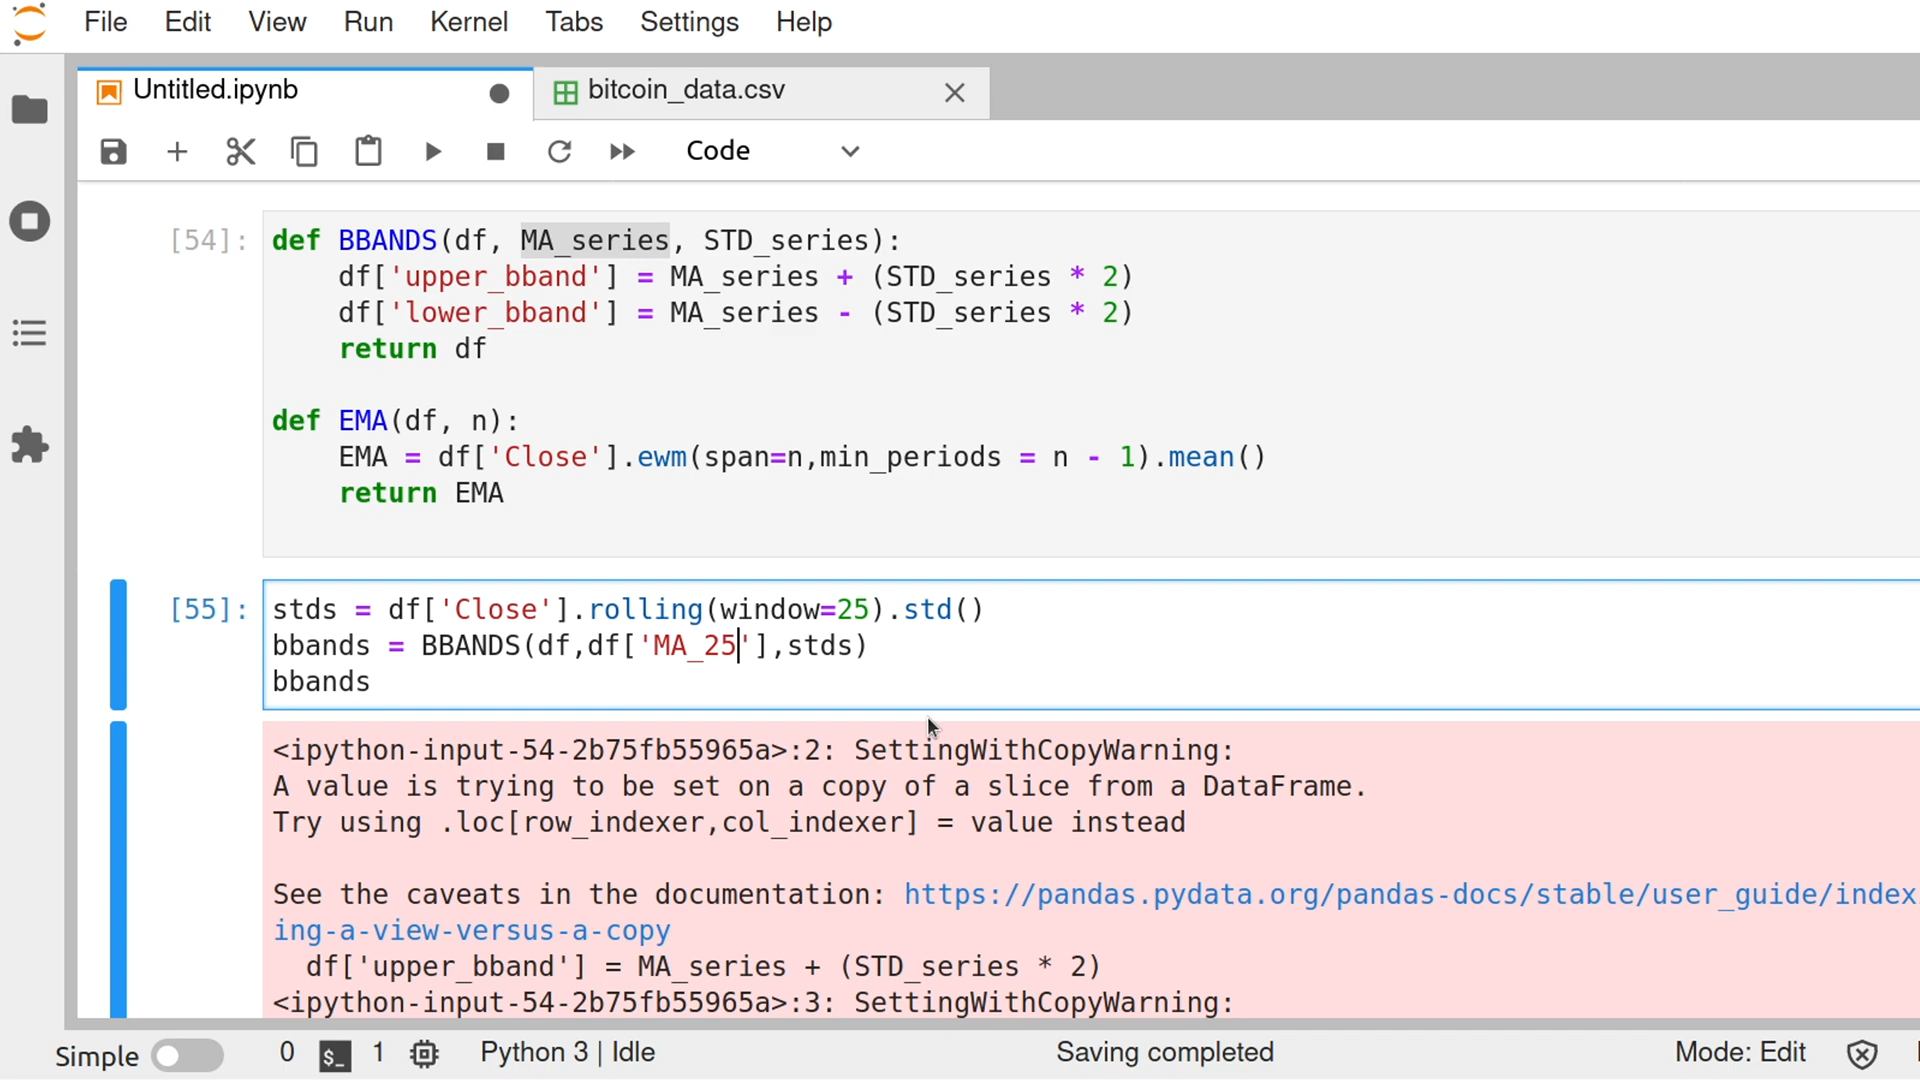 File Edit View Run Kernel Tabs Settings Help
Untitled.ipynb bitcoin_data.csv
Code
[54]: def BBANDS(df, MA_series, STD_series):
df['upper_bband'] = MA_series + (STD_series * 2)
df['lower_bband'] = MA_series - (STD_series * 2)
return df
def EMA(df, n):
EMA = df['Close'].ewm(span=n,min_periods = n - 1).mean()
return EMA
[55]: stds = df['Close'].rolling(window=25).std()
bbands = BBANDS(df,df['MA_25'],stds)
bbands
<ipython-input-54-2b75fb55965a>:2: SettingWithCopyWarning:
A value is trying to be set on a copy of a slice from a DataFrame.
Try using .loc[row_indexer,col_indexer] = value instead
See the caveats in the documentation: https://pandas.pydata.org/pandas-docs/stable/user_guide/index
ing-a-view-versus-a-copy
df['upper_bband'] = MA_series + (STD_series * 2)
<ipython-input-54-2b75fb55965a>:3: SettingWithCopyWarning:
Simple 0 $_ 1 Python 3 | Idle Saving completed Mode: Edit